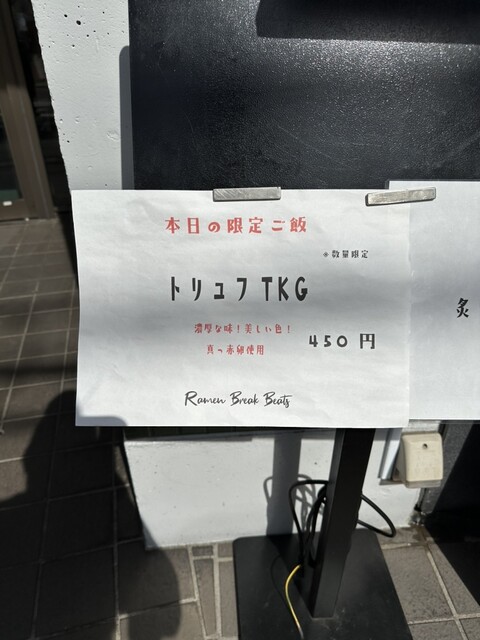 本日の限定ご飯
※数量限定
トリュフTKG
濃厚な味！美しい色！
真っ赤卵使用
450円
Ramen Break Beats
炙